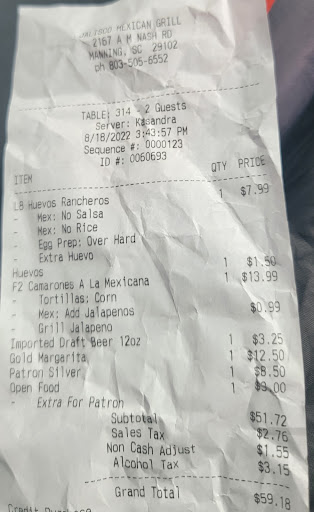 JALISCO MEXICAN GRILL
2167 A M NASH RD
MANNING, SC 29102
ph 803-505-6552
TABLE: 314 - 2 Guests
Server: Kasandra
8/18/2022 3:43:57 PM
Sequence #: 0000123
ID #: 0060693
ITEM QTY PRICE
L8 Huevos Rancheros 1 $7.99
- Mex: No Salsa
- Mex: No Rice
- Egg Prep: Over Hard
- Extra Huevo
Huevos 1 $1.50
F2 Camarones A La Mexicana 1 $13.99
- Tortillas: Corn
- Mex: Add Jalapenos $0.99
- Grill Jalapeno
Imported Draft Beer 12oz 1 $3.25
Gold Margarita 1 $12.50
Patron Silver 1 $8.50
Open Food 1 $3.00
- Extra For Patron
Subtotal $51.72
Sales Tax $2.76
Non Cash Adjust $1.55
Alcohol Tax $3.15
Grand Total $59.18